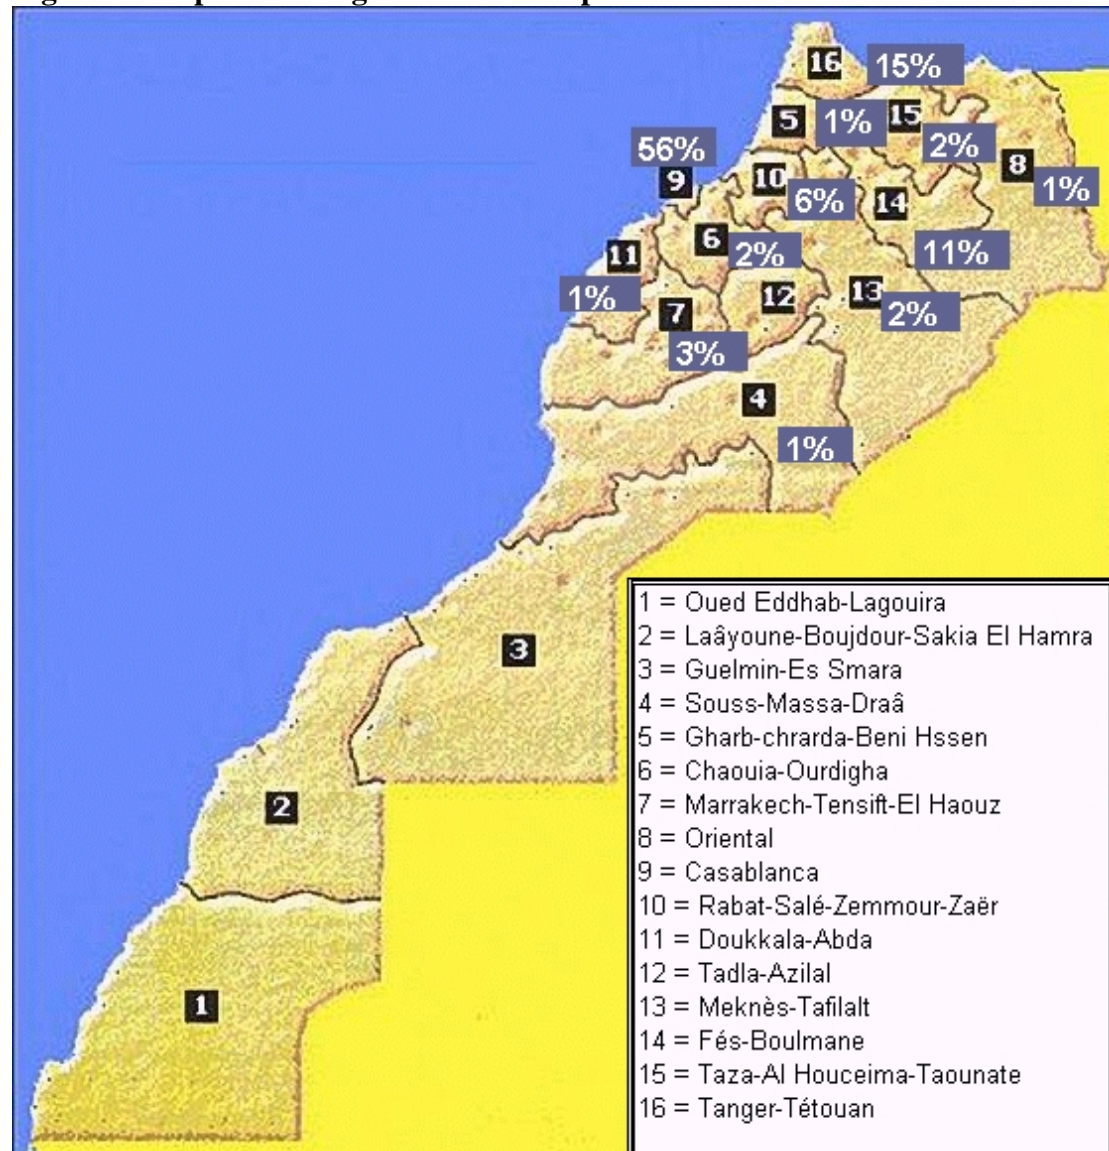 16
15%
5
1%
15
56%
2%
8
9
10
1%
6%
14
6
2%
11
11%
1%
12
13
7
2%
3%
4
1%
3
2
1
1 = Oued Eddhab-Lagouira
2 = Laâyoune-Boujdour-Sakia El Hamra
3 = Guelmin-Es Smara
4 = Souss-Massa-Draâ
5 = Gharb-chrarda-Beni Hssen
6 = Chaouia-Ourdigha
7 = Marrakech-Tensift-El Haouz
8 = Oriental
9 = Casablanca
10 = Rabat-Salé-Zemmour-Zaër
11 = Doukkala-Abda
12 = Tadla-Azilal
13 = Meknès-Tafilalt
14 = Fés-Boulmane
15 = Taza-Al Houceima-Taounate
16 = Tanger-Tétouan